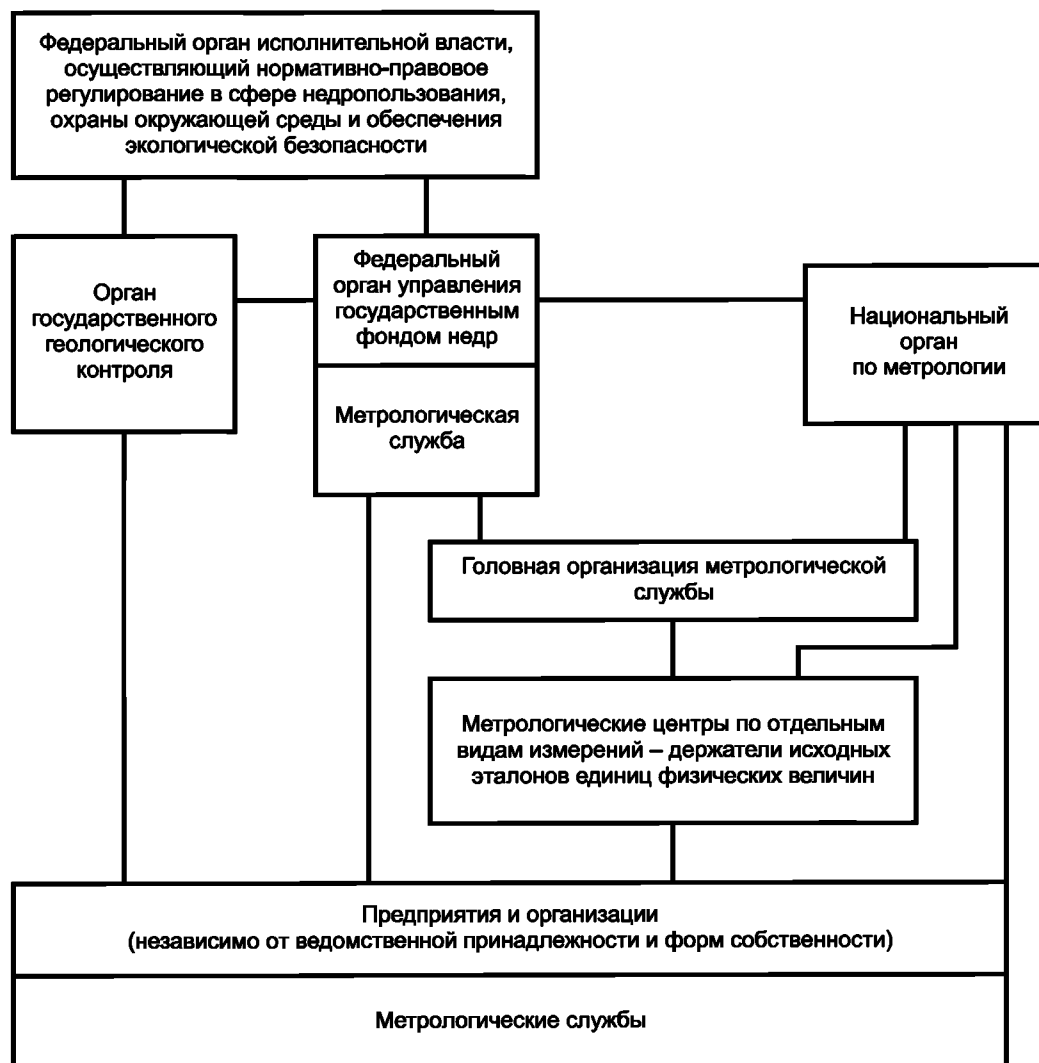 Федеральный орган исполнительной власти,
осуществляющий нормативно-правовое
регулирование в сфере недропользования,
охраны окружающей среды и обеспечения
экологической безопасности
Орган
государственного
геологического
контроля
Федеральный
орган управления
государственным
фондом недр
Метрологическая
служба
Национальный
орган
по метрологии
Головная организация метрологической
службы
Метрологические центры по отдельным
видам измерений – держатели исходных
эталонов единиц физических величин
Предприятия и организации
(независимо от ведомственной принадлежности и форм собственности)
Метрологические службы